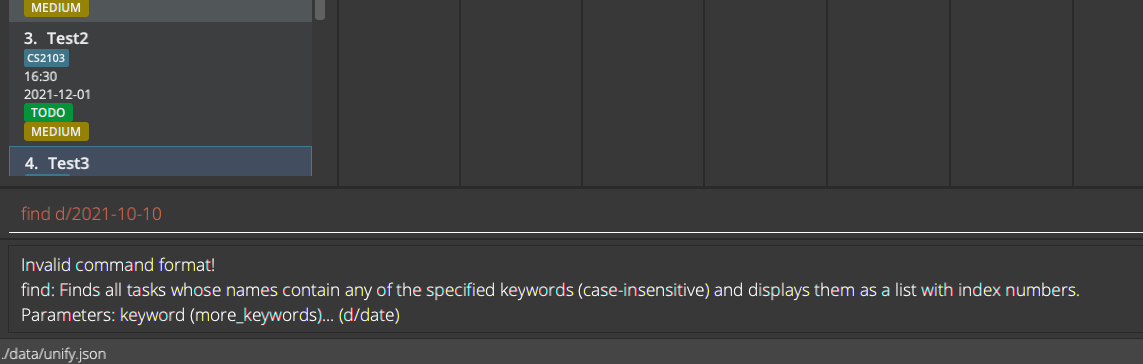 MEDIUM
3. Test2
CS2103
16:30
2021-12-01
TODO
MEDIUM
4. Test3
find d/2021-10-10
Invalid command format!
find: Finds all tasks whose names contain any of the specified keywords (case-insensitive) and displays them as a list with index numbers.
Parameters: keyword (more_keywords)... (d/date)
./data/unify.json